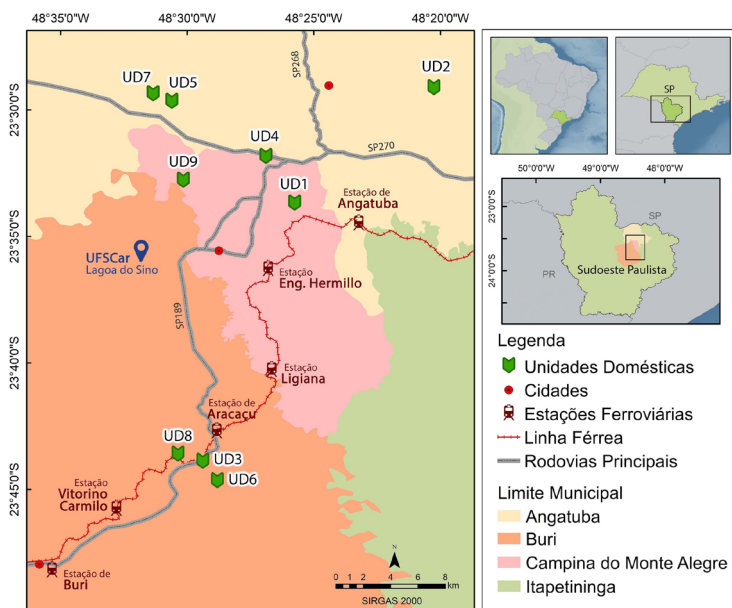 48°35'0"W 48°30'0"W 48°25'0"W 48°20'0"W
23°30'0"S
23°35'0"S
23°40'0"S
23°45'0"S
UD7
UD5
SP268
UD2
UD4
SP270
UD9
UD1
Estação de
Angatuba
UFSCar
Lagoa do Sino
Estação
Eng. Hermillo
SP189
Estação
Ligiana
Estação de
Aracaçu
UD8
UD3
UD6
Estação
Vitorino
Carmilo
Estação de
Buri
N
0 1 2 4 6 8
km
SIRGAS 2000
SP
50°0'0"W 49°0'0"W 48°0'0"W
23°0'0"S
24°0'0"S
SP
Sudoeste Paulista
PR
Legenda
Unidades Domésticas
Cidades
Estações Ferroviárias
Linha Férrea
Rodovias Principais
Limite Municipal
Angatuba
Buri
Campina do Monte Alegre
Itapetininga